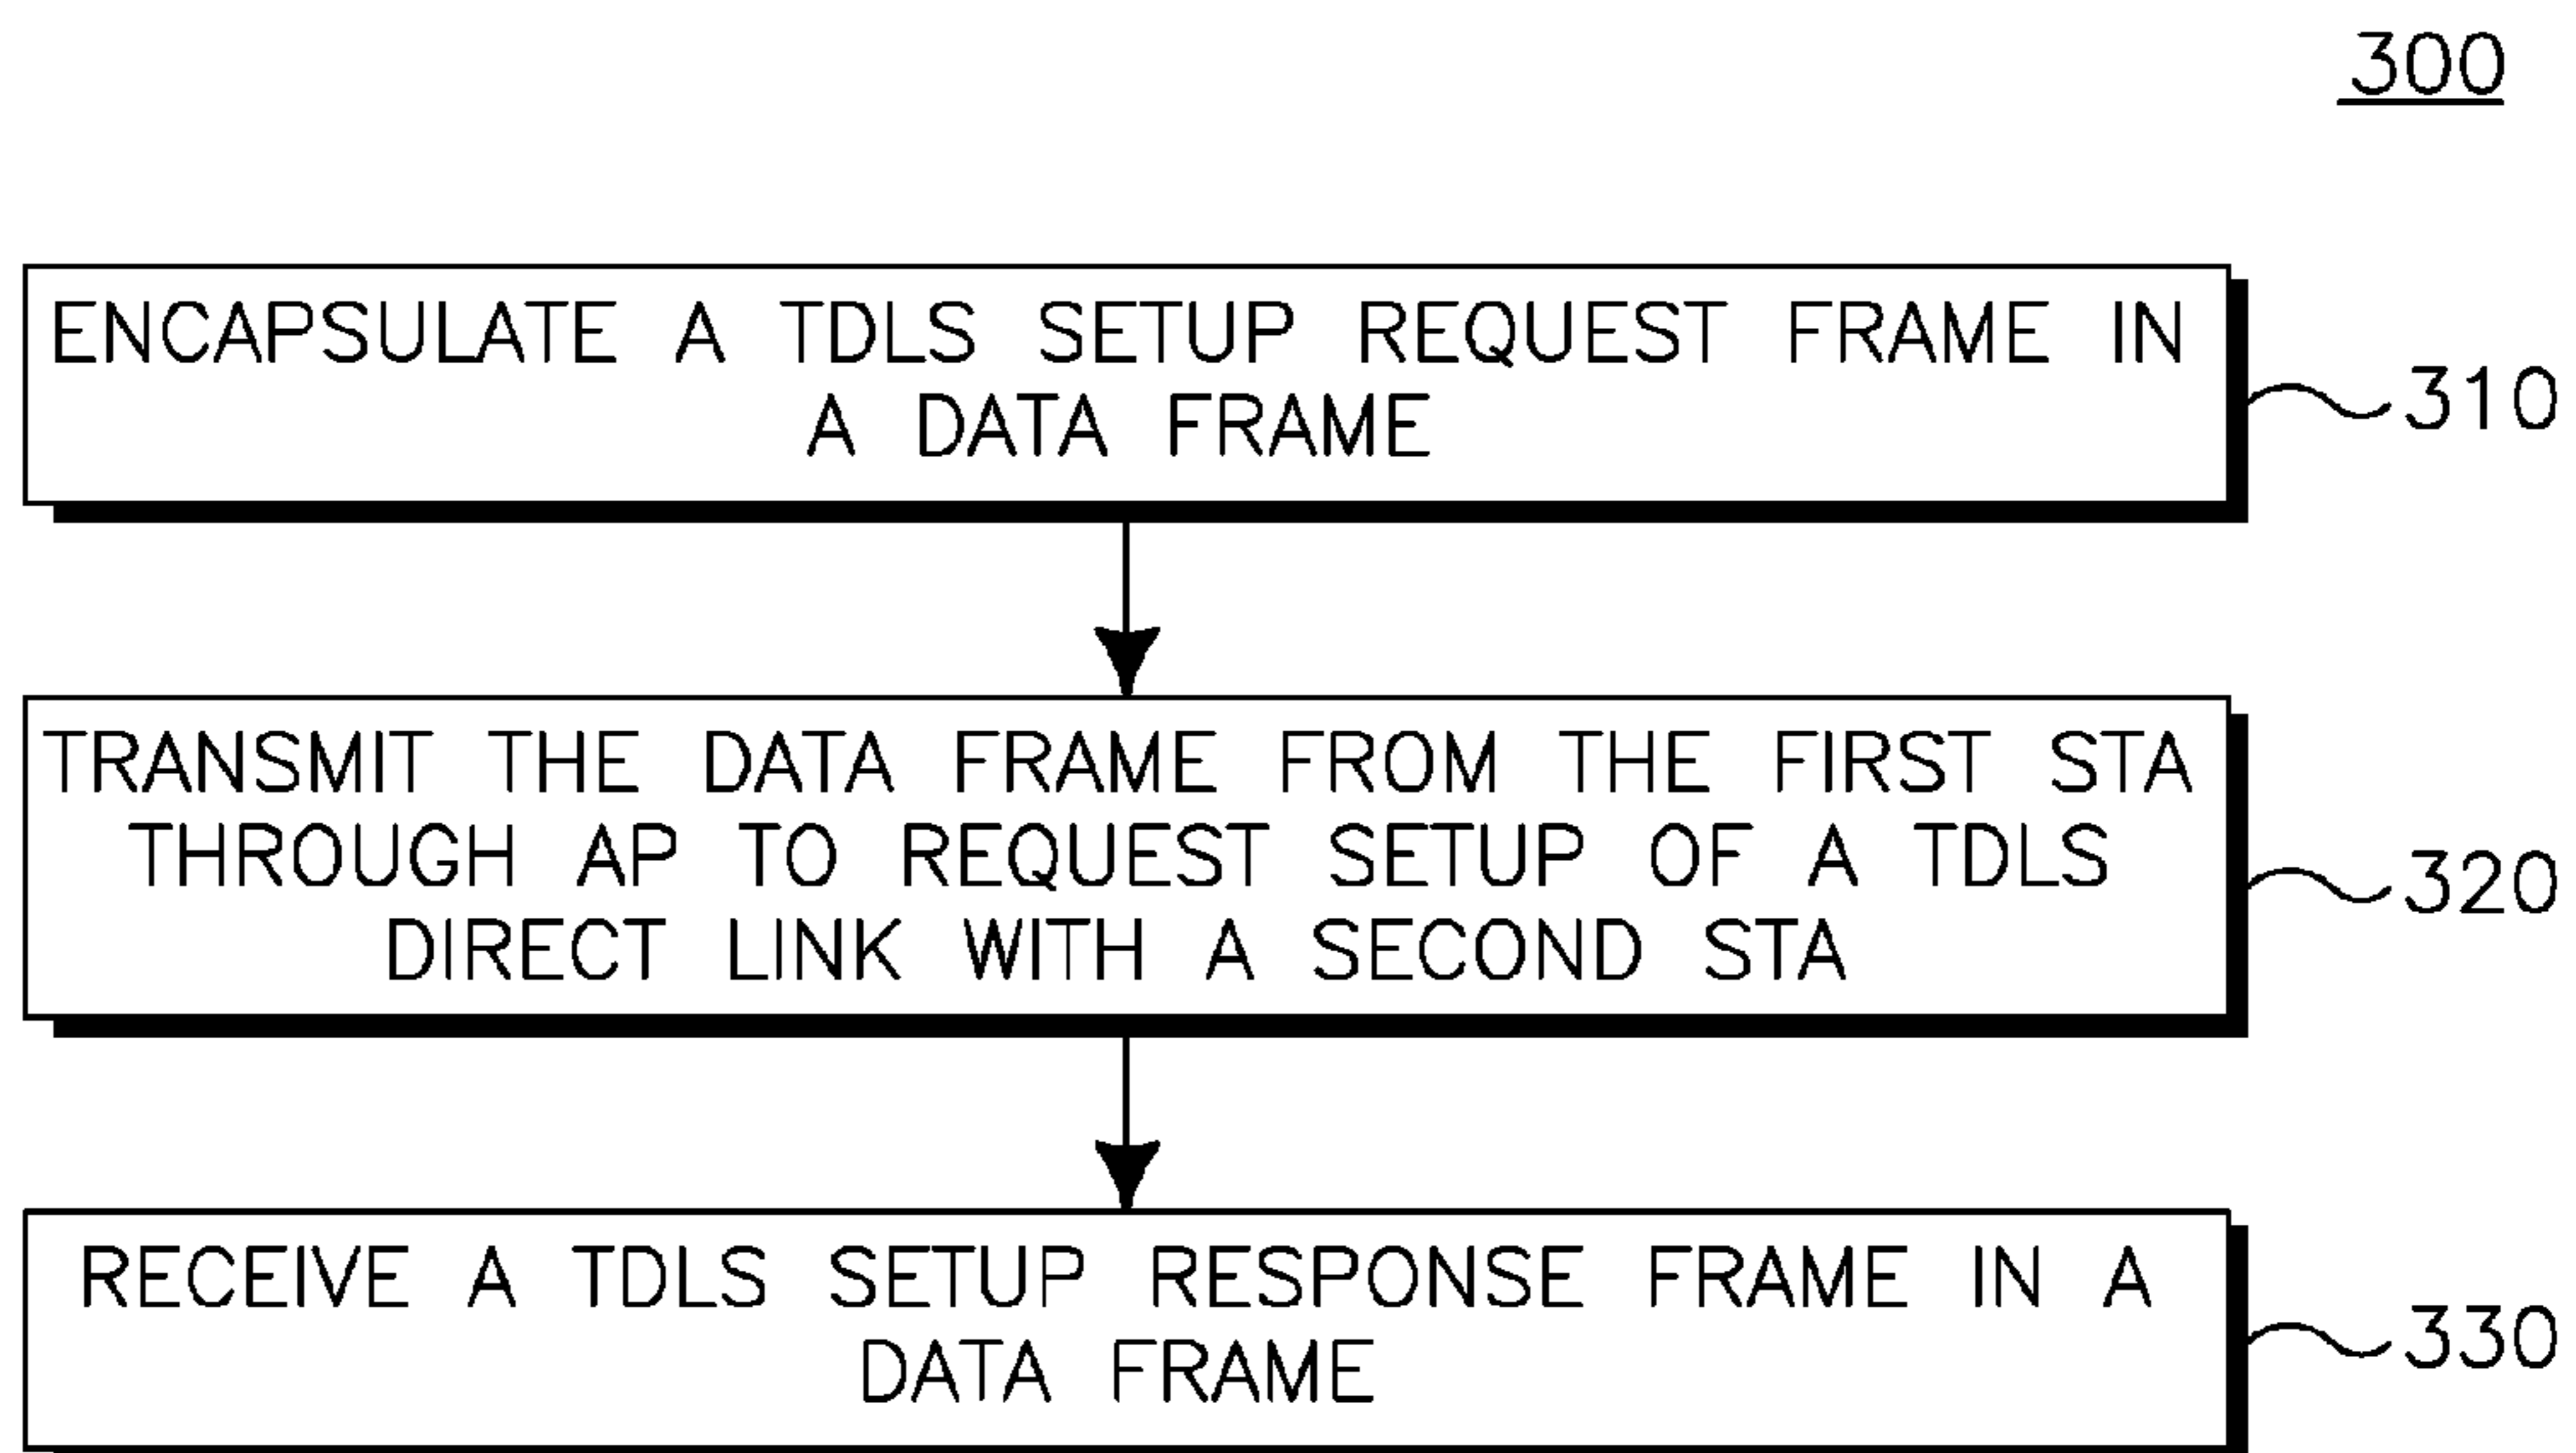 300
ENCAPSULATE A TDLS SETUP REQUEST FRAME IN
A DATA FRAME
310
TRANSMIT THE DATA FRAME FROM THE FIRST STA
THROUGH AP TO REQUEST SETUP OF A TDLS
DIRECT LINK WITH A SECOND STA
320
RECEIVE A TDLS SETUP RESPONSE FRAME IN A
DATA FRAME
330